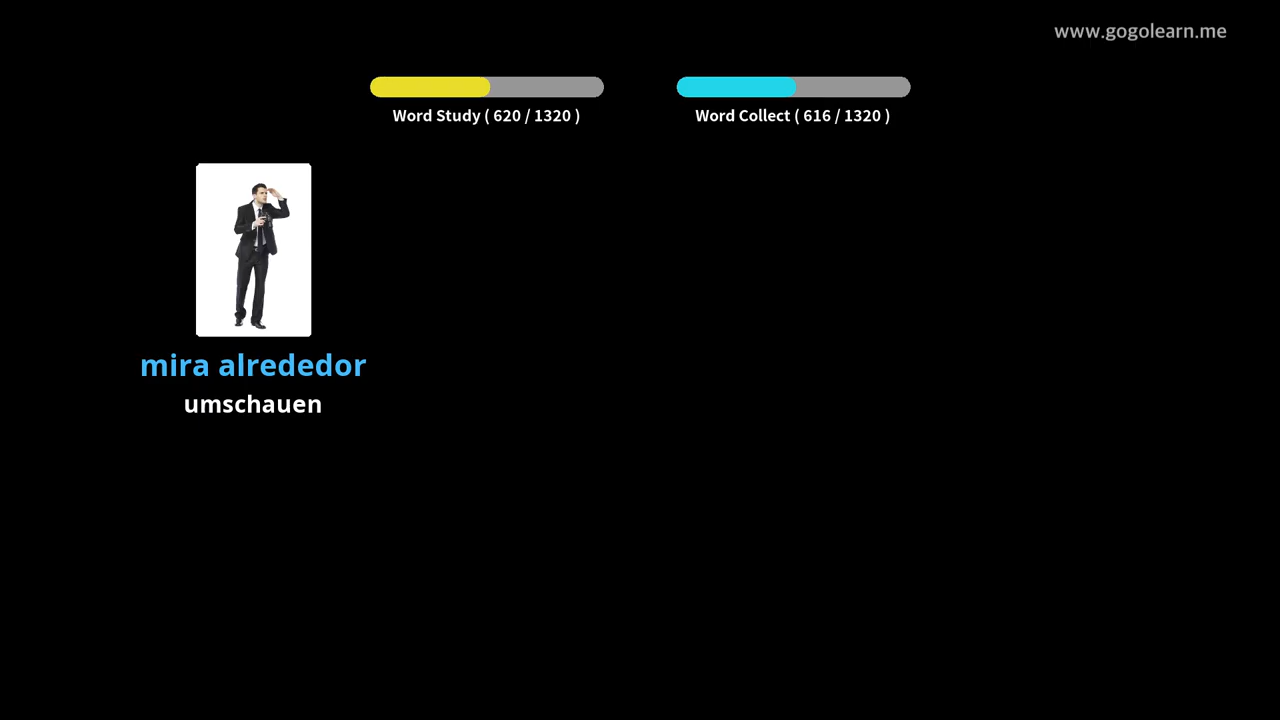 www.gogolearn.me
Word Study ( 620 / 1320 )
Word Collect ( 616 / 1320 )
mira alrededor
umschauen